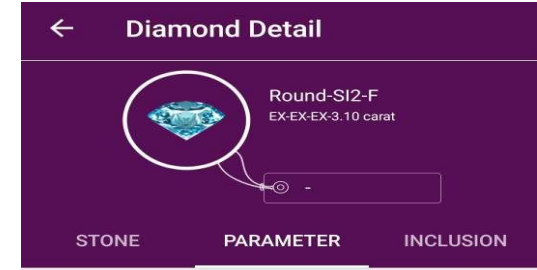 Diamond Detail
Round-SI2-F
EX-EX-EX-3.10 carat
-
STONE PARAMETER INCLUSION